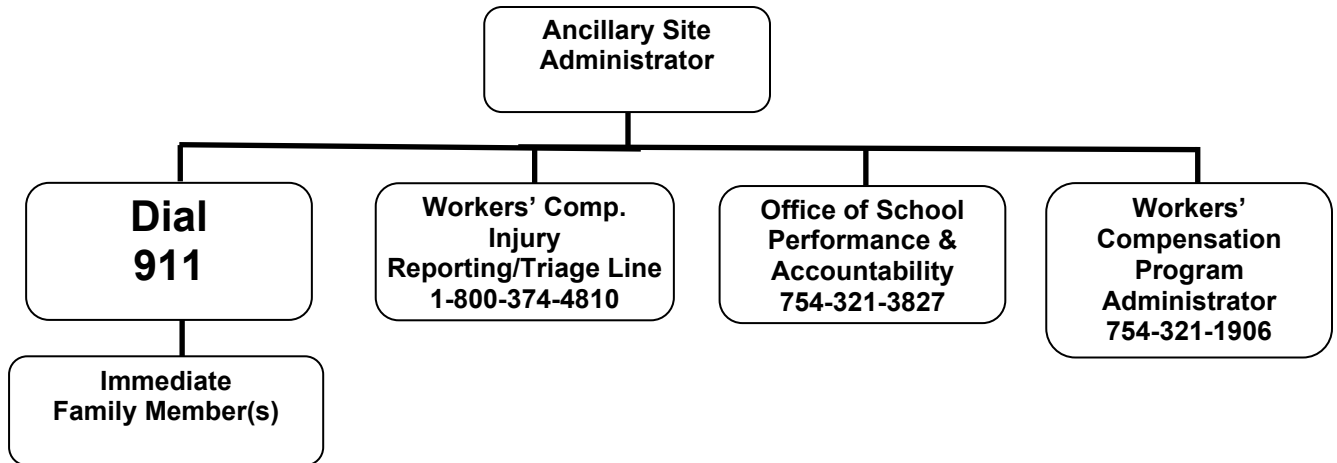 Ancillary Site
Administrator
Dial
911
Workers’ Comp.
Injury
Reporting/Triage Line
1-800-374-4810
Office of School
Performance &
Accountability
754-321-3827
Workers’
Compensation
Program
Administrator
754-321-1906
Immediate
Family Member(s)